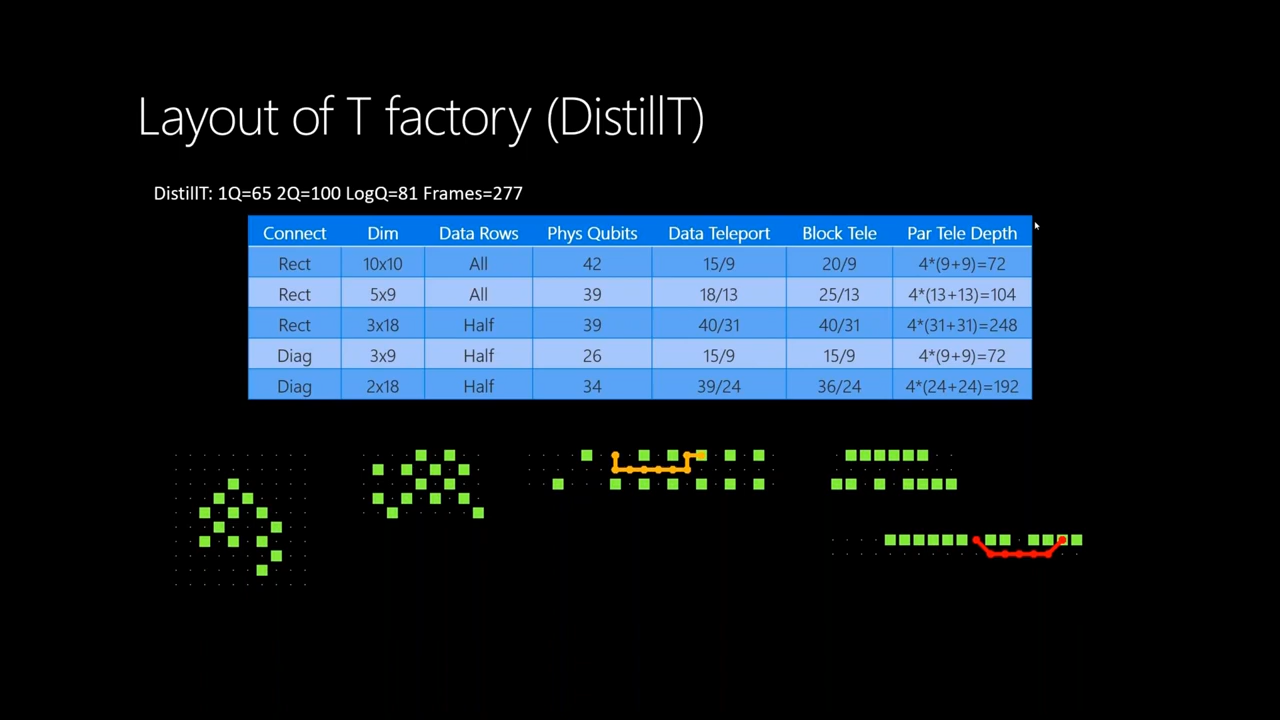 Layout of T factory (DistillT)
DistillT: 1Q=65 2Q=100 LogQ=81 Frames=277
Connect Dim Data Rows Phys Qubits Data Teleport Block Tele Par Tele Depth
Rect 10x10 All 42 15/9 20/9 4*(9+9)=72
Rect 5x9 All 39 18/13 25/13 4*(13+13)=104
Rect 3x18 Half 39 40/31 40/31 4*(31+31)=248
Diag 3x9 Half 26 15/9 15/9 4*(9+9)=72
Diag 2x18 Half 34 39/24 36/24 4*(24+24)=192